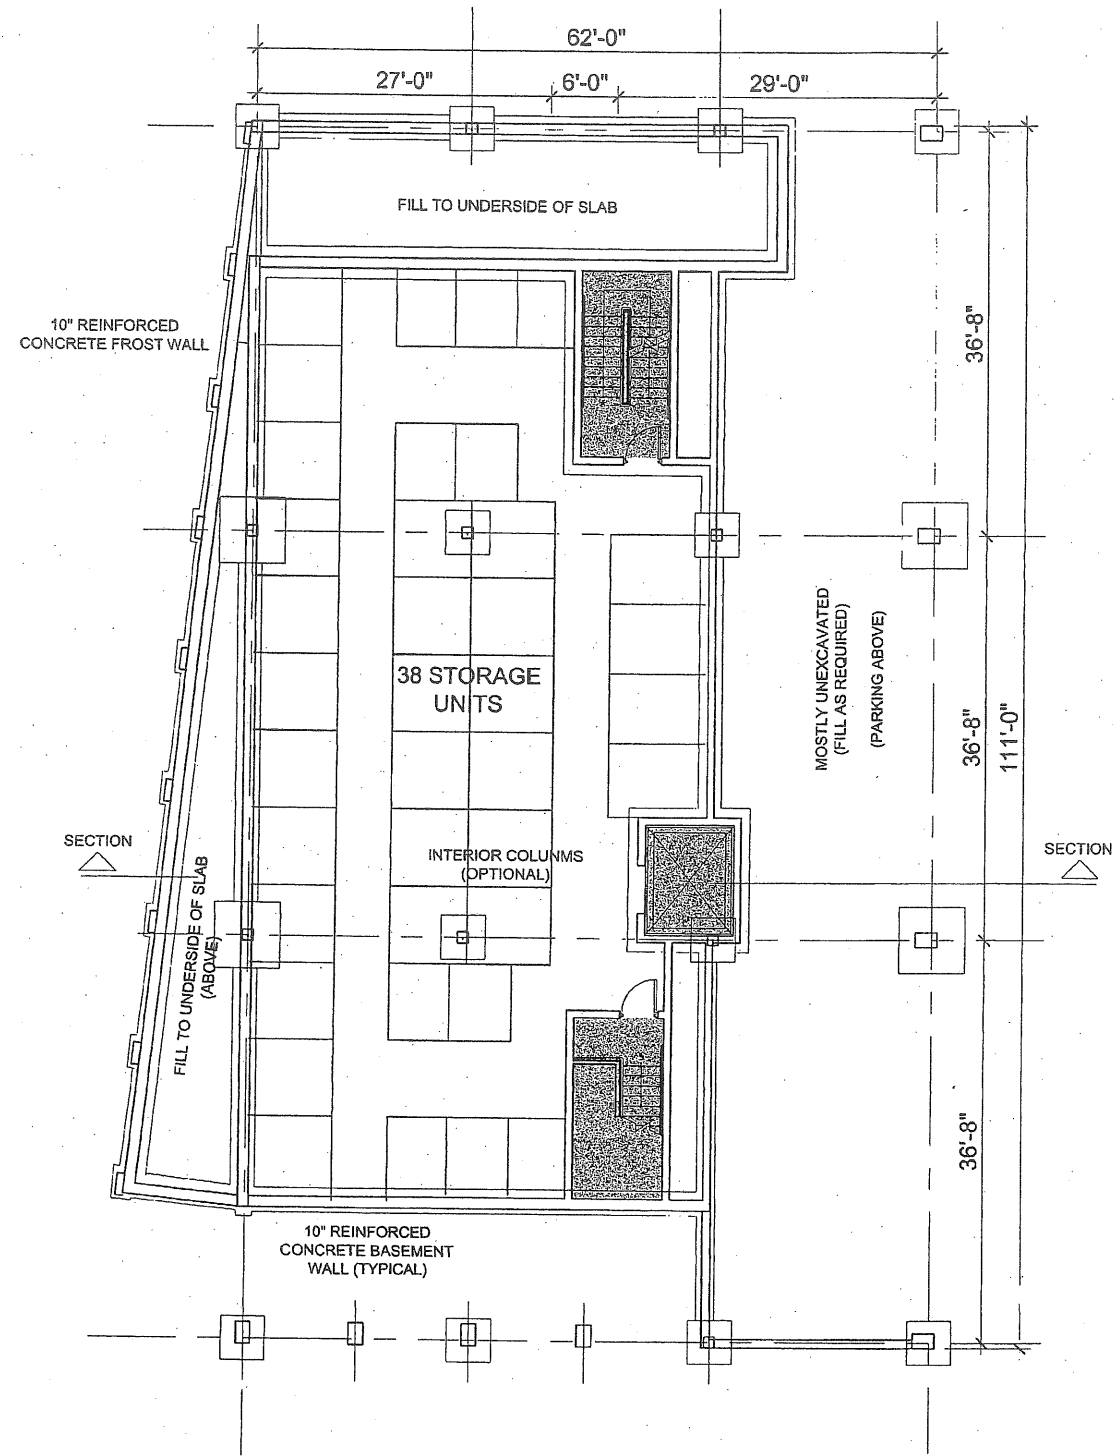 62'-0"
27'-0"
6'-0"
29'-0"
FILL TO UNDERSIDE OF SLAB
10" REINFORCED
CONCRETE FROST WALL
36'-8"
38 STORAGE
UNITS
MOSTLY UNEXCAVATED
(FILL AS REQUIRED)
(PARKING ABOVE)
36'-8"
111'-0"
SECTION
INTERIOR COLUNMS
(OPTIONAL)
SECTION
FILL TO UNDERSIDE OF SLAB
(ABOVE)
36'-8"
10" REINFORCED
CONCRETE BASEMENT
WALL (TYPICAL)